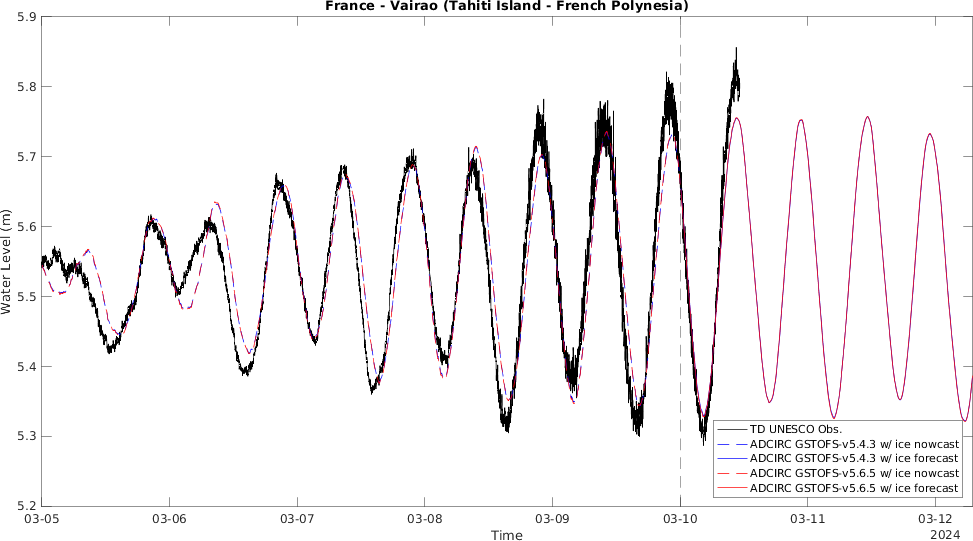 France - Vairao (Tahiti Island - French Polynesia)
5.9
5.8
5.7
5.6
5.5
5.4
5.3
5.2
Water Level (m)
TD UNESCO Obs.
ADCIRC GSTOFS-v5.4.3 w/ ice nowcast
ADCIRC GSTOFS-v5.4.3 w/ ice forecast
ADCIRC GSTOFS-v5.6.5 w/ ice nowcast
ADCIRC GSTOFS-v5.6.5 w/ ice forecast
03-05 03-06 03-07 03-08 03-09 03-10 03-11 03-12
Time
2024